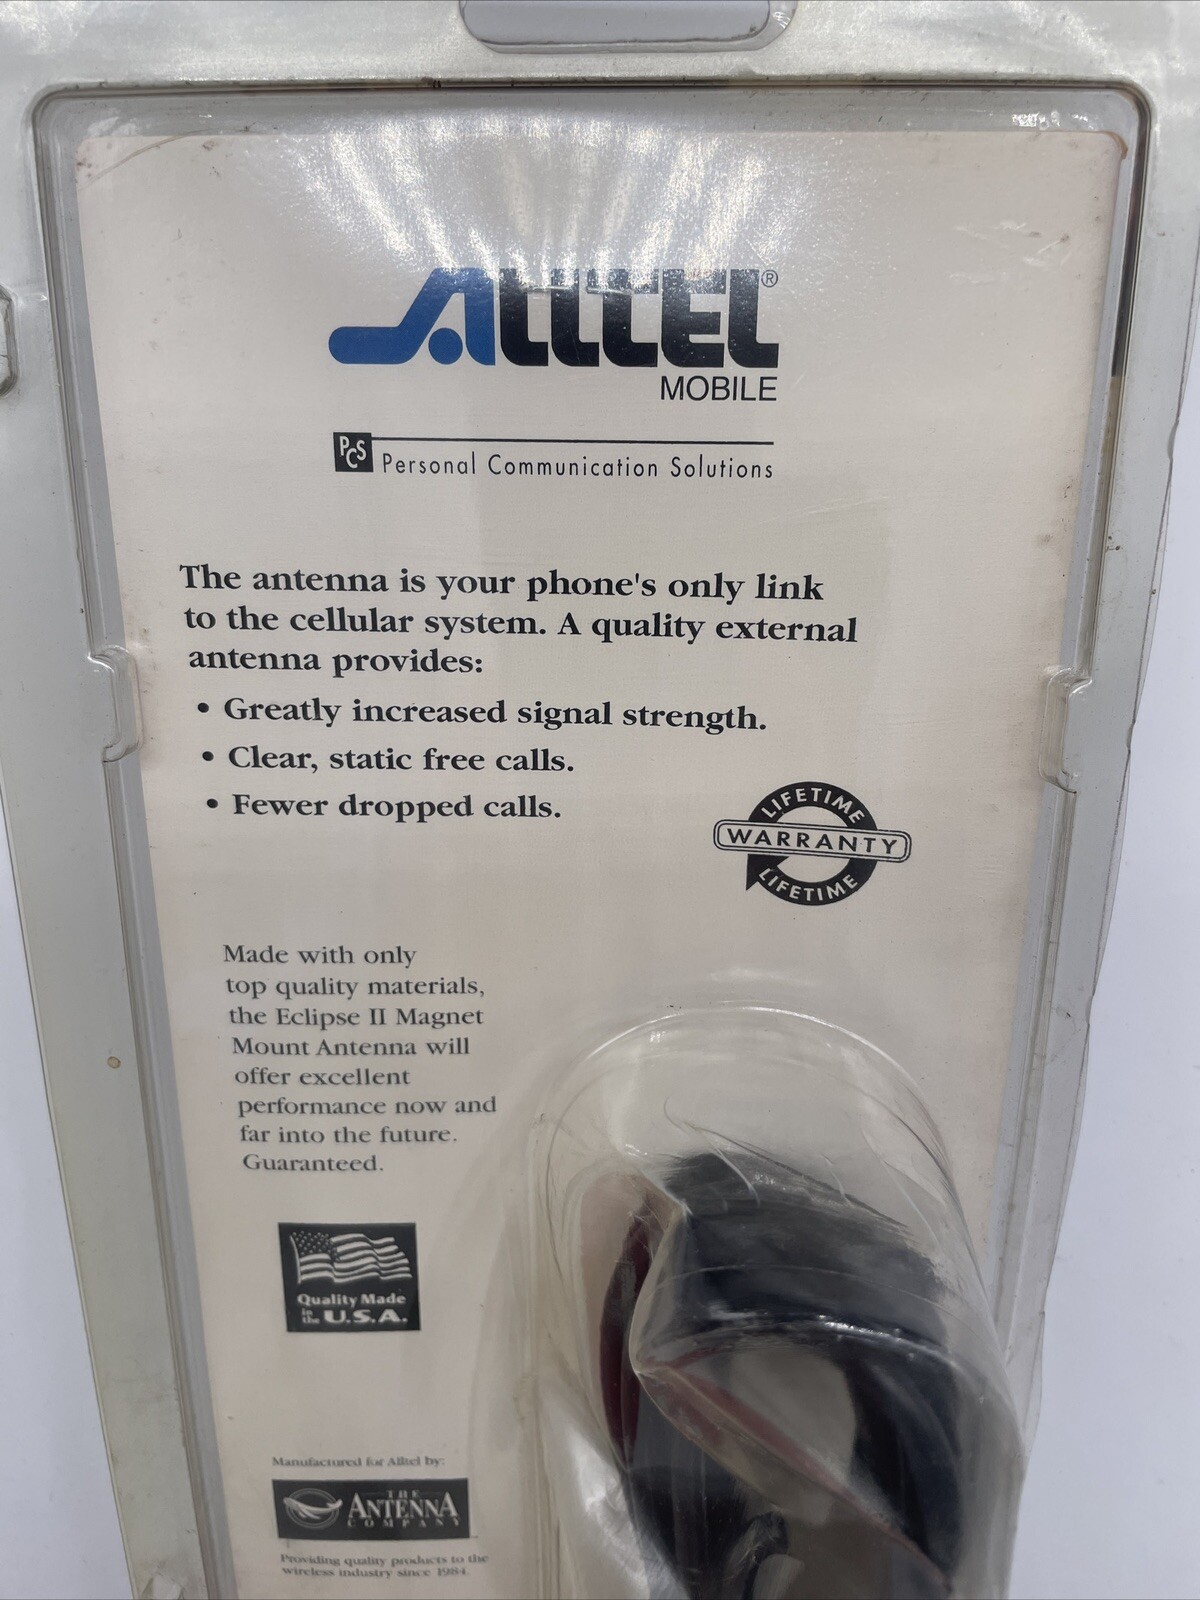 ALLTEL®
MOBILE
PCS Personal Communication Solutions
The antenna is your phone's only link
to the cellular system. A quality external
antenna provides:
• Greatly increased signal strength.
• Clear, static free calls.
• Fewer dropped calls.
LIFETIME
WARRANTY
LIFETIME
Made with only
top quality materials,
the Eclipse II Magnet
Mount Antenna will
offer excellent
performance now and
far into the future.
Guaranteed.
Quality Made
in the U.S.A.
Manufactured for Alltel by:
THE
ANTENNA
COMPANY
Providing quality products to the
wireless industry since 1984.